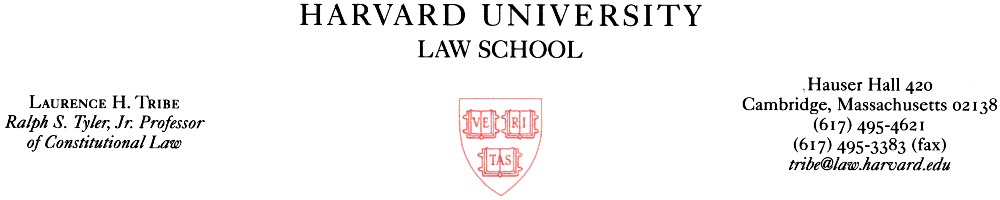 HARVARD UNIVERSITY
LAW SCHOOL
LAURENCE H. TRIBE
Ralph S. Tyler, Jr. Professor
of Constitutional Law
VE RI
TAS
Hauser Hall 420
Cambridge, Massachusetts 02138
(617) 495-4621
(617) 495-3383 (fax)
tribe@law.harvard.edu